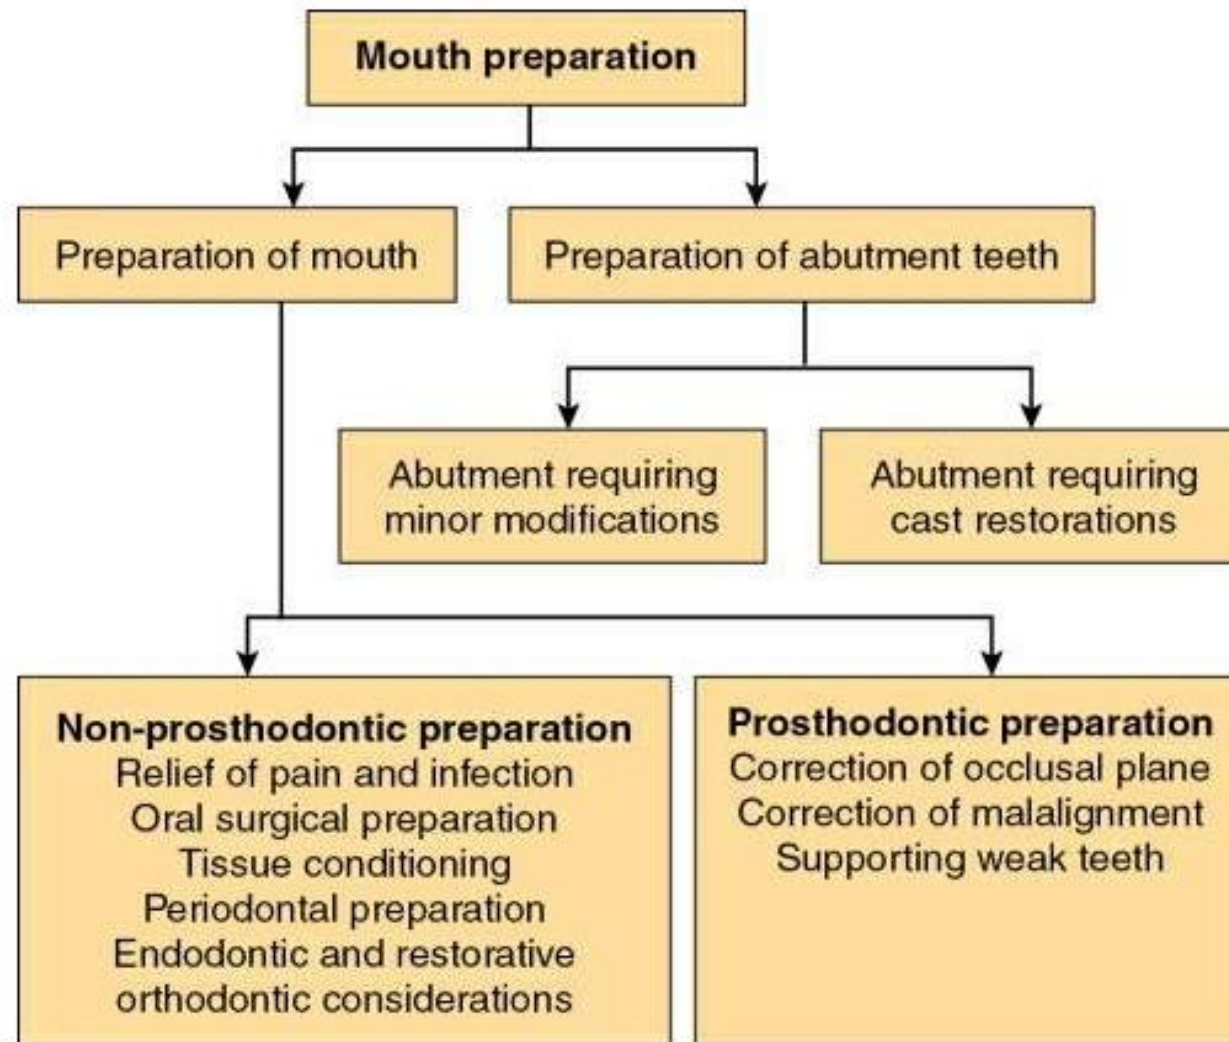 Mouth preparation
Preparation of mouth
Preparation of abutment teeth
Abutment requiring
minor modifications
Abutment requiring
cast restorations
Non-prosthodontic preparation
Relief of pain and infection
Oral surgical preparation
Tissue conditioning
Periodontal preparation
Endodontic and restorative
orthodontic considerations
Prosthodontic preparation
Correction of occlusal plane
Correction of malalignment
Supporting weak teeth